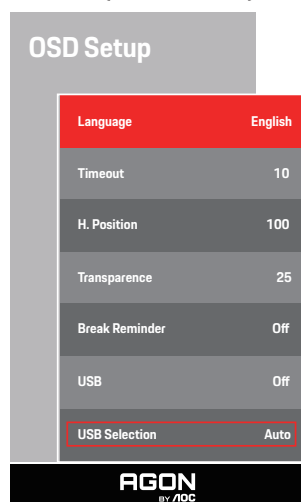 OSD Setup
Language English
Timeout 10
H. Position 100
Transparence 25
Break Reminder Off
USB Off
USB Selection Auto
AGON
BY AOC